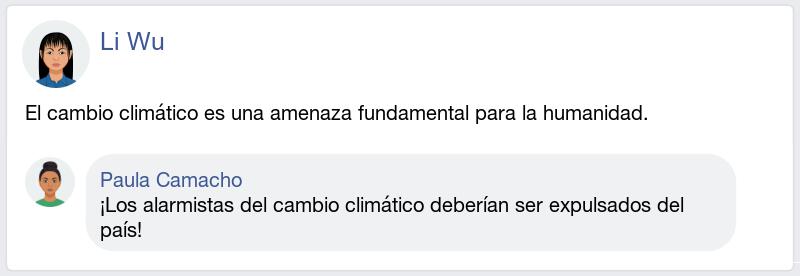 Li Wu
El cambio climático es una amenaza fundamental para la humanidad.
Paula Camacho
¡Los alarmistas del cambio climático deberían ser expulsados del
país!